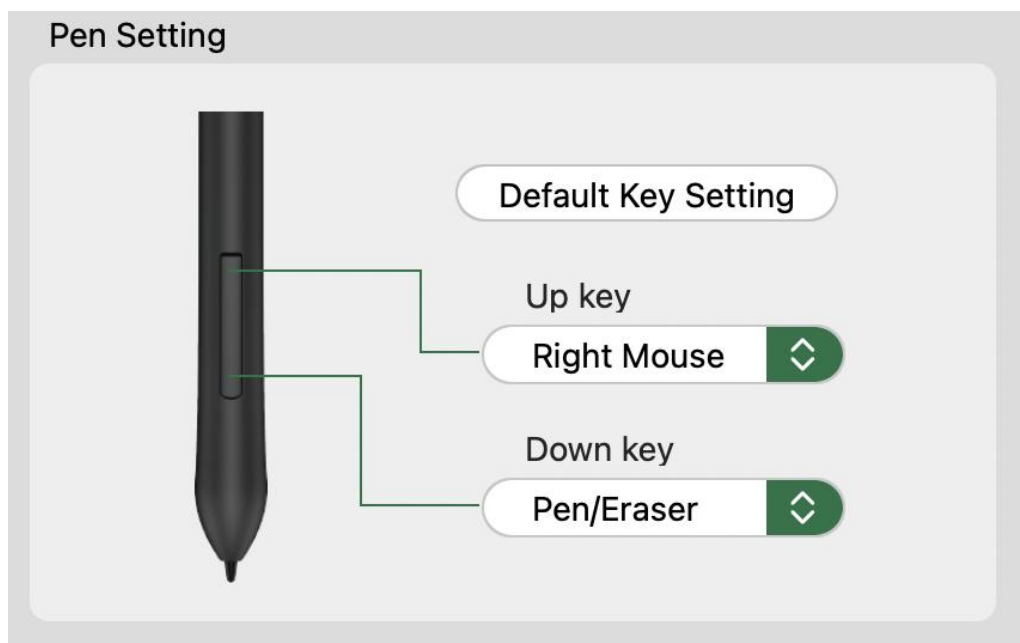 Pen Setting
Default Key Setting
Up key
Right Mouse
Down key
Pen/Eraser